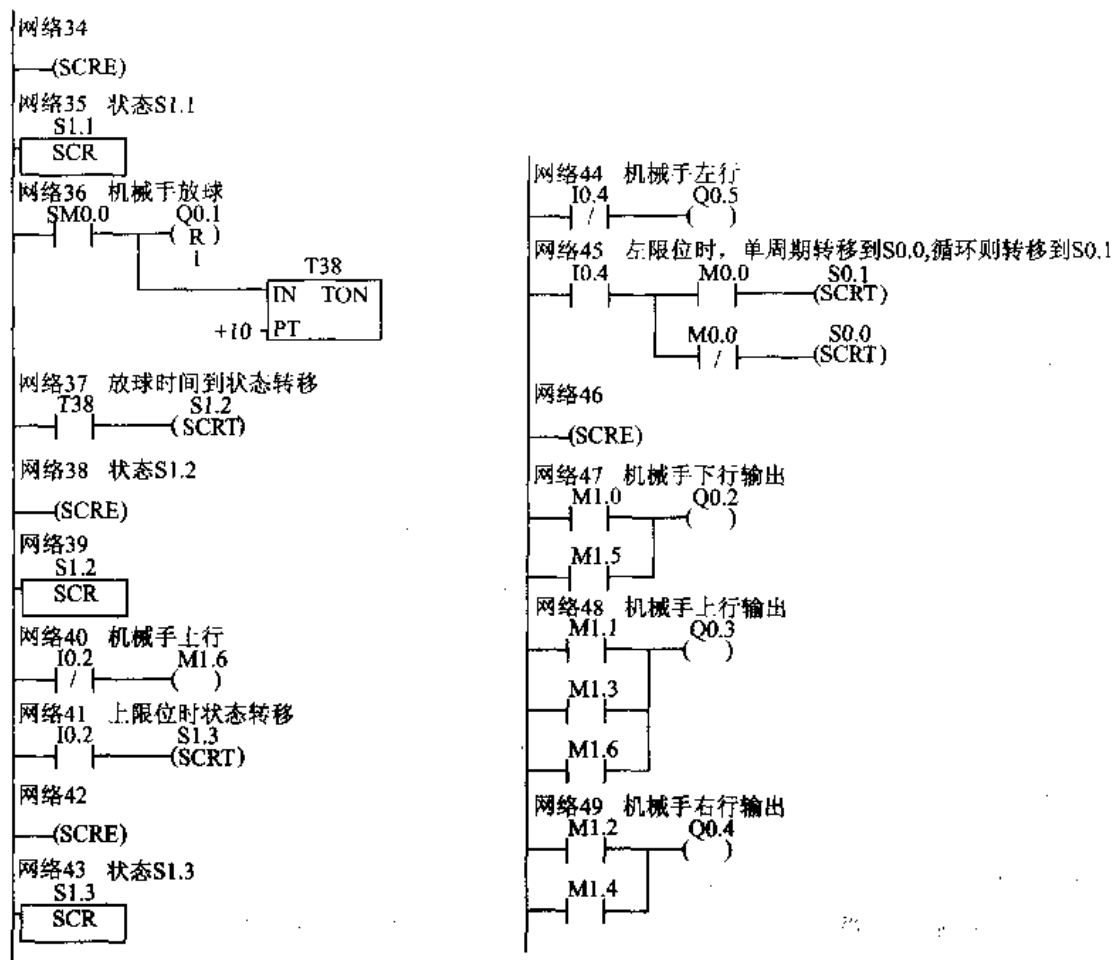 网络34
(SCRE)
网络35 状态S1.1
S1.1
SCR
网络36 机械手放球
SM0.0
Q0.1
( R )
1
T38
IN TON
+10 PT
网络37 放球时间到状态转移
T38
S1.2
(SCRT)
网络38 状态S1.2
(SCRE)
网络39
S1.2
SCR
网络40 机械手上行
I0.2
/
M1.6
( )
网络41 上限位时状态转移
I0.2
S1.3
(SCRT)
网络42
(SCRE)
网络43 状态S1.3
S1.3
SCR
网络44 机械手左行
I0.4
/
Q0.5
( )
网络45 左限位时，单周期转移到S0.0,循环则转移到S0.1
I0.4
M0.0
S0.1
(SCRT)
M0.0
/
S0.0
(SCRT)
网络46
(SCRE)
网络47 机械手下行输出
M1.0
Q0.2
( )
M1.5
网络48 机械手上行输出
M1.1
Q0.3
( )
M1.3
M1.6
网络49 机械手右行输出
M1.2
Q0.4
( )
M1.4